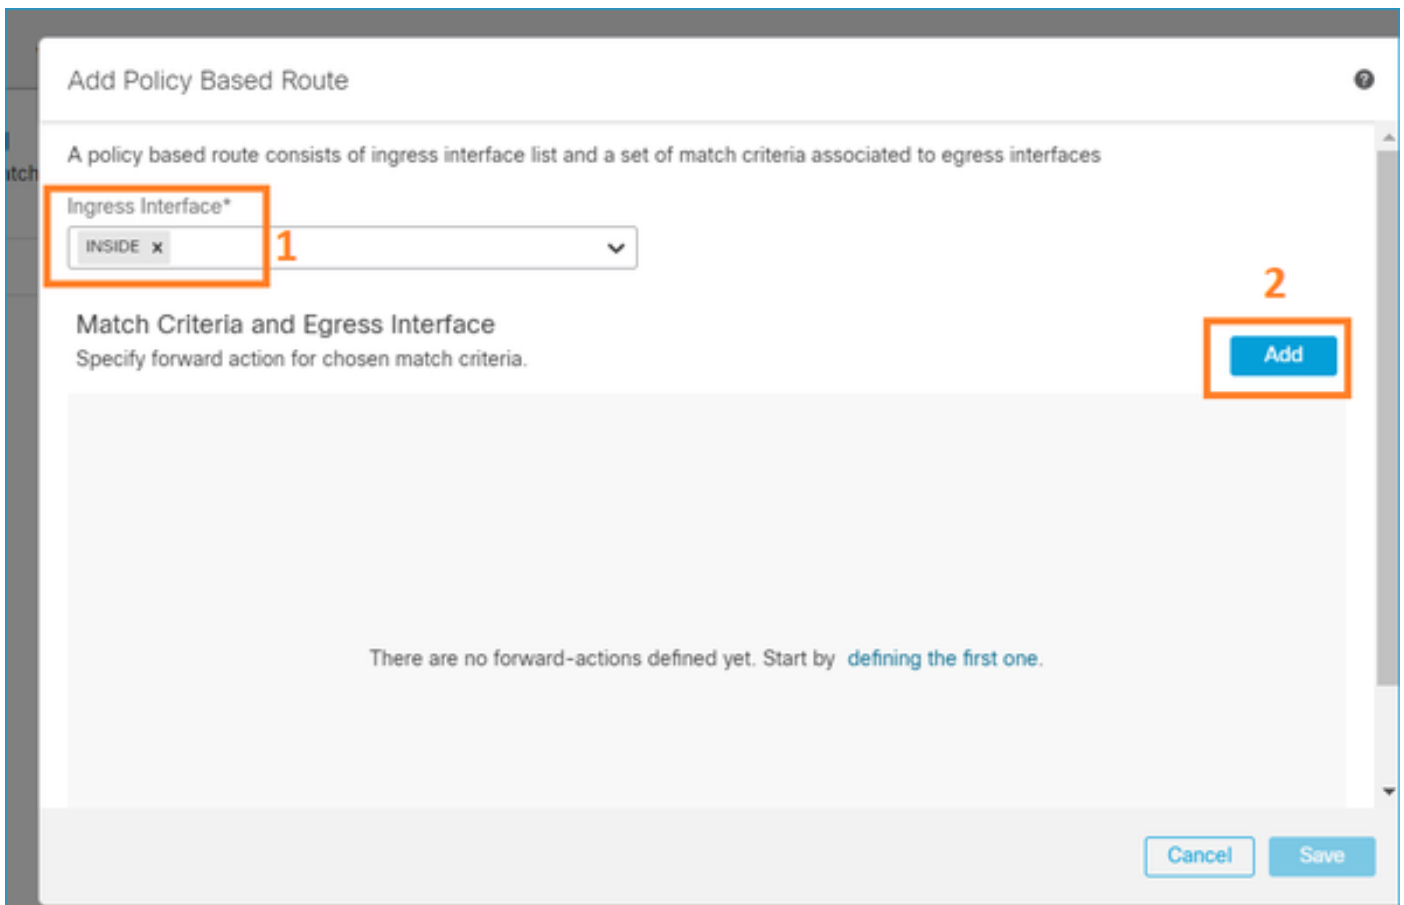 Add Policy Based Route
?
A policy based route consists of ingress interface list and a set of match criteria associated to egress interfaces
tch
Ingress Interface*
INSIDE x
1
2
Match Criteria and Egress Interface
Add
Specify forward action for chosen match criteria.
There are no forward-actions defined yet. Start by defining the first one.
Cancel
Save